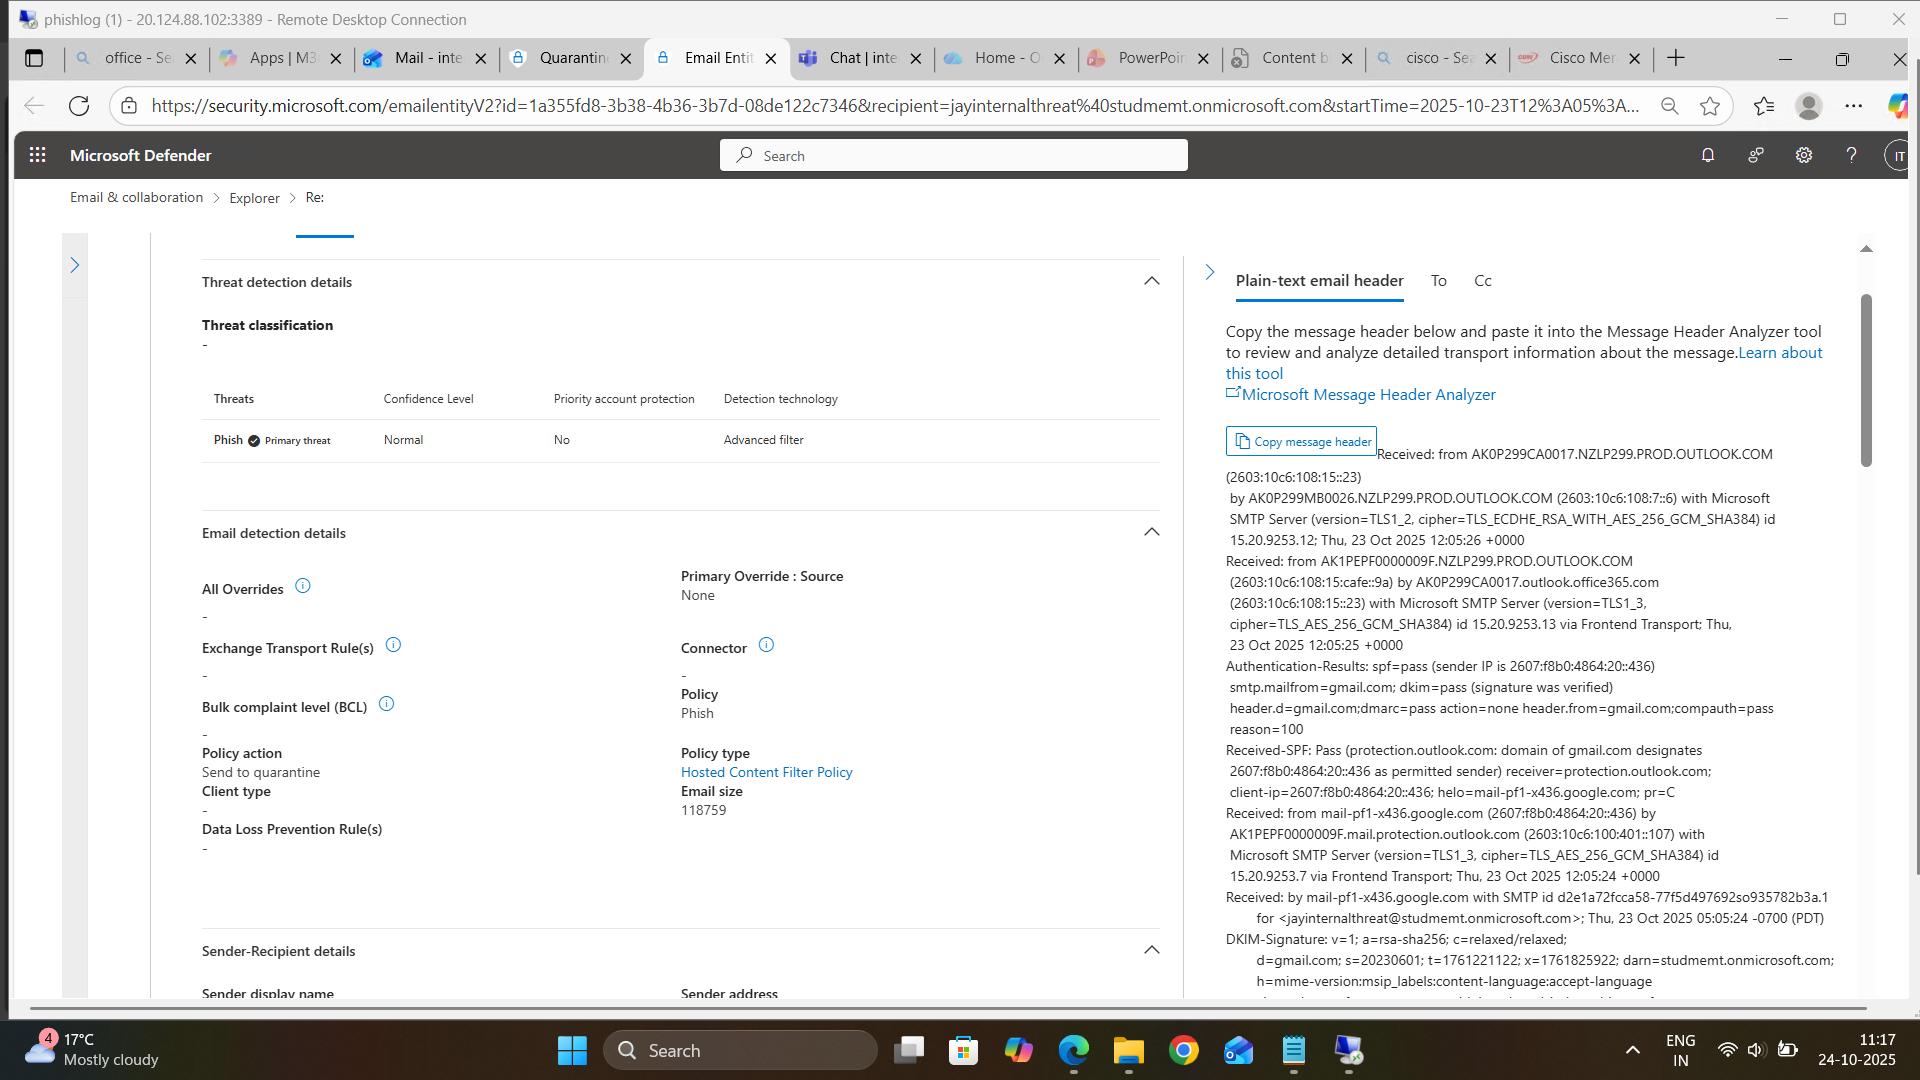 phishlog (1) - 20.124.88.102:3389 - Remote Desktop Connection
office - Se
Apps | M3
Mail - inte
Quarantin
Email Enti
Chat | inte
Home - O
PowerPoin
Content b
cisco - Sea
Cisco Mer
https://security.microsoft.com/emailentityV2?id=1a355fd8-3b38-4b36-3b7d-08de122c7346&recipient=jayinternalthreat%40studmemt.onmicrosoft.com&startTime=2025-10-23T12%3A05%3A...
Microsoft Defender
Search
IT
Email & collaboration > Explorer > Re:
Threat detection details
Threat classification
-
Threats Confidence Level Priority account protection Detection technology
Phish Primary threat Normal No Advanced filter
Email detection details
All Overrides
-
Primary Override : Source
None
Exchange Transport Rule(s)
-
Connector
-
Bulk complaint level (BCL)
-
Policy
Phish
Policy action
Send to quarantine
Policy type
Hosted Content Filter Policy
Client type
-
Email size
118759
Data Loss Prevention Rule(s)
-
Sender-Recipient details
Sender display name
Sender address
Plain-text email header To Cc
Copy the message header below and paste it into the Message Header Analyzer tool
to review and analyze detailed transport information about the message.Learn about
this tool
Microsoft Message Header Analyzer
Copy message header
Received: from AK0P299CA0017.NZLP299.PROD.OUTLOOK.COM
(2603:10c6:108:15::23)
by AK0P299MB0026.NZLP299.PROD.OUTLOOK.COM (2603:10c6:108:7::6) with Microsoft
SMTP Server (version=TLS1_2, cipher=TLS_ECDHE_RSA_WITH_AES_256_GCM_SHA384) id
15.20.9253.12; Thu, 23 Oct 2025 12:05:26 +0000
Received: from AK1PEPF0000009F.NZLP299.PROD.OUTLOOK.COM
(2603:10c6:108:15:cafe::9a) by AK0P299CA0017.outlook.office365.com
(2603:10c6:108:15::23) with Microsoft SMTP Server (version=TLS1_3,
cipher=TLS_AES_256_GCM_SHA384) id 15.20.9253.13 via Frontend Transport; Thu,
23 Oct 2025 12:05:25 +0000
Authentication-Results: spf=pass (sender IP is 2607:f8b0:4864:20::436)
smtp.mailfrom=gmail.com; dkim=pass (signature was verified)
header.d=gmail.com;dmarc=pass action=none header.from=gmail.com;compauth=pass
reason=100
Received-SPF: Pass (protection.outlook.com: domain of gmail.com designates
2607:f8b0:4864:20::436 as permitted sender) receiver=protection.outlook.com;
client-ip=2607:f8b0:4864:20::436; helo=mail-pf1-x436.google.com; pr=C
Received: from mail-pf1-x436.google.com (2607:f8b0:4864:20::436) by
AK1PEPF0000009F.mail.protection.outlook.com (2603:10c6:100:401::107) with
Microsoft SMTP Server (version=TLS1_3, cipher=TLS_AES_256_GCM_SHA384) id
15.20.9253.7 via Frontend Transport; Thu, 23 Oct 2025 12:05:24 +0000
Received: by mail-pf1-x436.google.com with SMTP id d2e1a72fcca58-77f5d497692so935782b3a.1
for <jayinternalthreat@studmemt.onmicrosoft.com>; Thu, 23 Oct 2025 05:05:24 -0700 (PDT)
DKIM-Signature: v=1; a=rsa-sha256; c=relaxed/relaxed;
d=gmail.com; s=20230601; t=1761221122; x=1761825922; darn=studmemt.onmicrosoft.com;
h=mime-version:msip_labels:content-language:accept-language
4
17°C
Mostly cloudy
Search
ENG
IN
11:17
24-10-2025